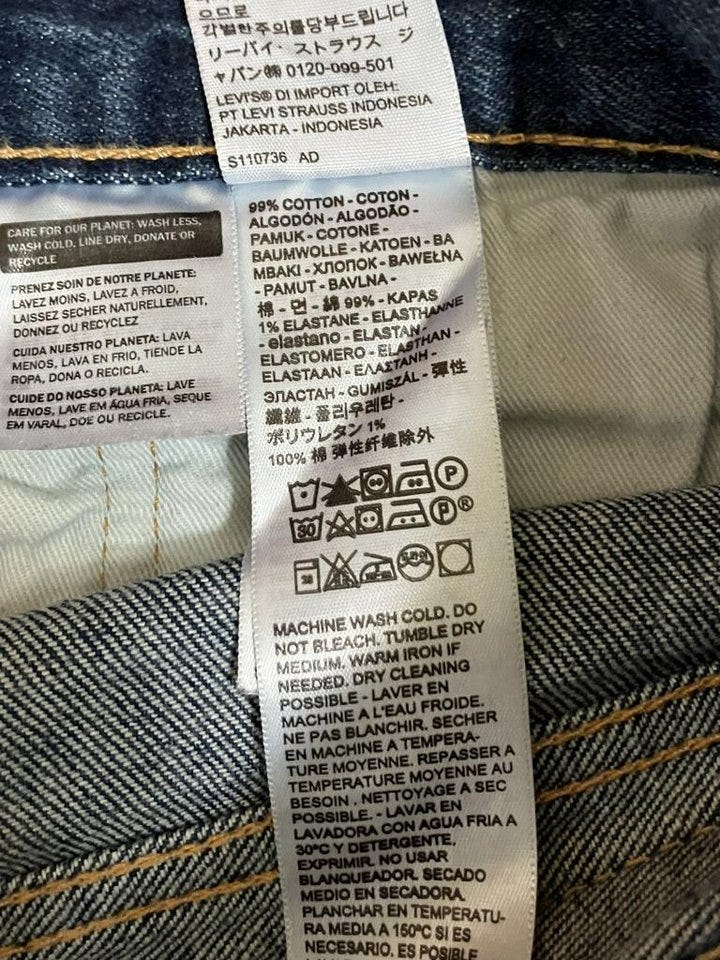 으므로
각별한주의를당부드립니다
リーバイ・ストラウス ジ
ャパン㈱ 0120-099-501
LEVI'S® DI IMPORT OLEH:
PT LEVI STRAUSS INDONESIA
JAKARTA - INDONESIA
S110736 AD
CARE FOR OUR PLANET: WASH LESS,
WASH COLD, LINE DRY, DONATE OR
RECYCLE
PRENEZ SOIN DE NOTRE PLANETE:
LAVEZ MOINS, LAVEZ A FROID,
LAISSEZ SECHER NATURELLEMENT,
DONNEZ OU RECYCLEZ
CUIDA NUESTRO PLANETA: LAVA
MENOS, LAVA EN FRIO, TIENDE LA
ROPA, DONA O RECICLA.
CUIDE DO NOSSO PLANETA: LAVE
MENOS, LAVE EM ÁGUA FRIA, SEQUE
EM VARAL, DOE OU RECICLE.
99% COTTON - COTON -
ALGODÓN - ALGODÃO -
PAMUK - COTONE -
BAUMWOLLE - KATOEN - BA
MBAKI - ХЛОПОК - BAWEŁNA
- PAMUT - BAVLNA -
棉 - 면 - 綿 99% - KAPAS
1% ELASTANE - ELASTHANNE
- elastano - ELASTAN -
ELASTOMERO - ELASTHAN -
ELASTAAN - ΕΛΑΣΤΑΝΗ -
ЭЛАСТАН - GUMISZÁL - 彈性
纖維 - 폴리우레탄 -
ポリウレタン 1%
100% 棉 弹性纤维除外
P
30 P ®
드라이
MACHINE WASH COLD. DO
NOT BLEACH. TUMBLE DRY
MEDIUM. WARM IRON IF
NEEDED. DRY CLEANING
POSSIBLE - LAVER EN
MACHINE A L'EAU FROIDE.
NE PAS BLANCHIR. SECHER
EN MACHINE A TEMPERA-
TURE MOYENNE. REPASSER A
TEMPERATURE MOYENNE AU
BESOIN . NETTOYAGE A SEC
POSSIBLE. - LAVAR EN
LAVADORA CON AGUA FRIA A
30ºC Y DETERGENTE.
EXPRIMIR. NO USAR
BLANQUEADOR. SECADO
MEDIO EN SECADORA.
PLANCHAR EN TEMPERATU-
RA MEDIA A 150ºC SI ES
NECESARIO. ES POSIBLE